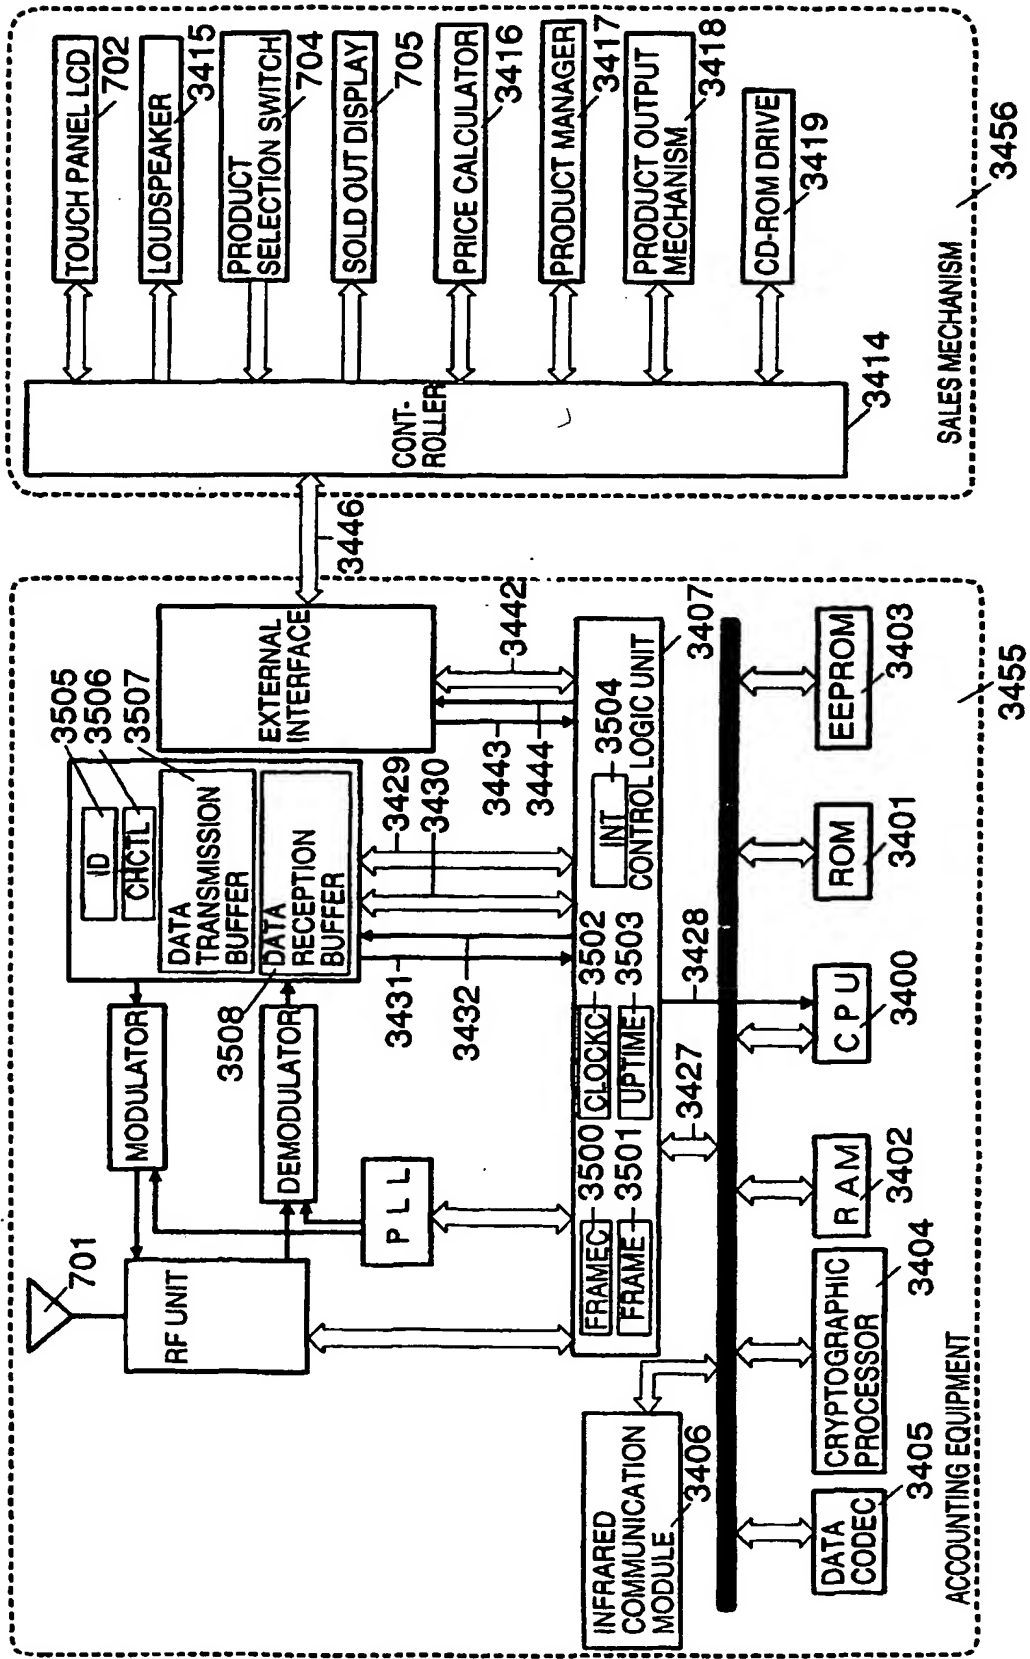 701
RF UNIT
MODULATOR
DEMODULATOR
P L L
3505
3506
3507
ID
CHCTL
DATA
TRANSMISSION
BUFFER
DATA
RECEPTION
BUFFER
3508
EXTERNAL
INTERFACE
3446
3431
3432
3429
3430
3443
3444
3442
INFRARED
COMMUNICATION
MODULE
3406
FRAMEC
3500
FRAME
3501
CLOCKC
3502
UPTIME
3503
INT
3504
CONTROL LOGIC UNIT
3407
3427
3428
DATA
CODEC
3405
CRYPTOGRAPHIC
PROCESSOR
3404
R A M
3402
C P U
3400
ROM
3401
EEPROM
3403
ACCOUNTING EQUIPMENT
3455
CONT-
ROLLER
3414
TOUCH PANEL LCD
702
LOUDSPEAKER
3415
PRODUCT
SELECTION SWITCH
704
SOLD OUT DISPLAY
705
PRICE CALCULATOR
3416
PRODUCT MANAGER
3417
PRODUCT OUTPUT
MECHANISM
3418
CD-ROM DRIVE
3419
SALES MECHANISM
3456